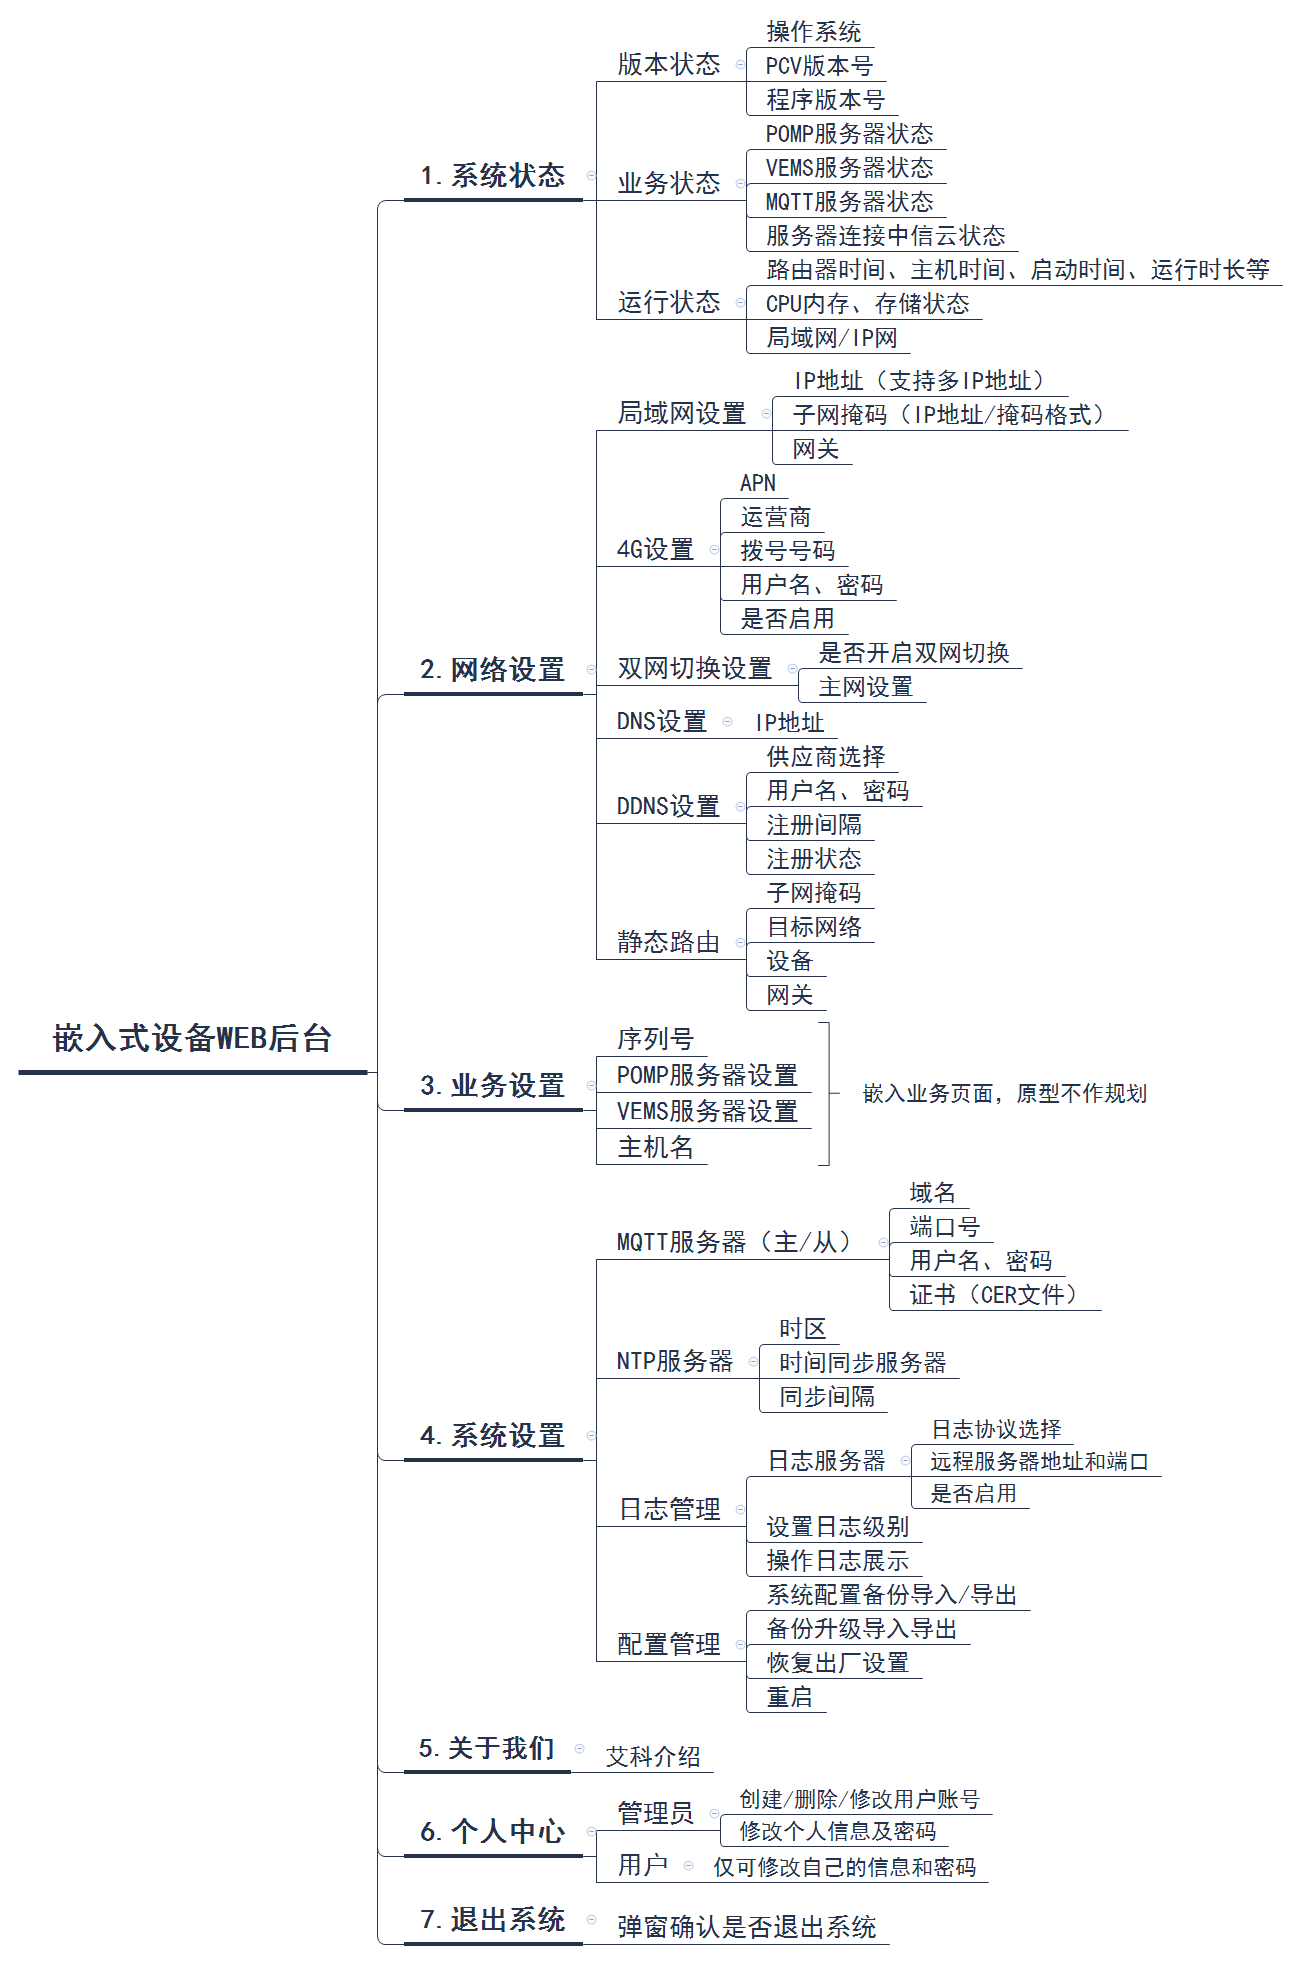 嵌入式设备WEB后台
1.系统状态
版本状态
操作系统
PCV版本号
程序版本号
业务状态
POMP服务器状态
VEMS服务器状态
MQTT服务器状态
服务器连接中信云状态
运行状态
路由器时间、主机时间、启动时间、运行时长等
CPU内存、存储状态
局域网/IP网
2.网络设置
局域网设置
IP地址（支持多IP地址）
子网掩码（IP地址/掩码格式）
网关
4G设置
APN
运营商
拨号号码
用户名、密码
是否启用
双网切换设置
是否开启双网切换
主网设置
DNS设置
IP地址
DDNS设置
供应商选择
用户名、密码
注册间隔
注册状态
静态路由
子网掩码
目标网络
设备
网关
3.业务设置
序列号
POMP服务器设置
VEMS服务器设置
主机名
嵌入业务页面，原型不作规划
4.系统设置
MQTT服务器（主/从）
域名
端口号
用户名、密码
证书（CER文件）
NTP服务器
时区
时间同步服务器
同步间隔
日志管理
日志服务器
日志协议选择
远程服务器地址和端口
是否启用
设置日志级别
操作日志展示
配置管理
系统配置备份导入/导出
备份升级导入导出
恢复出厂设置
重启
5.关于我们
艾科介绍
6.个人中心
管理员
创建/删除/修改用户账号
修改个人信息及密码
用户
仅可修改自己的信息和密码
7.退出系统
弹窗确认是否退出系统